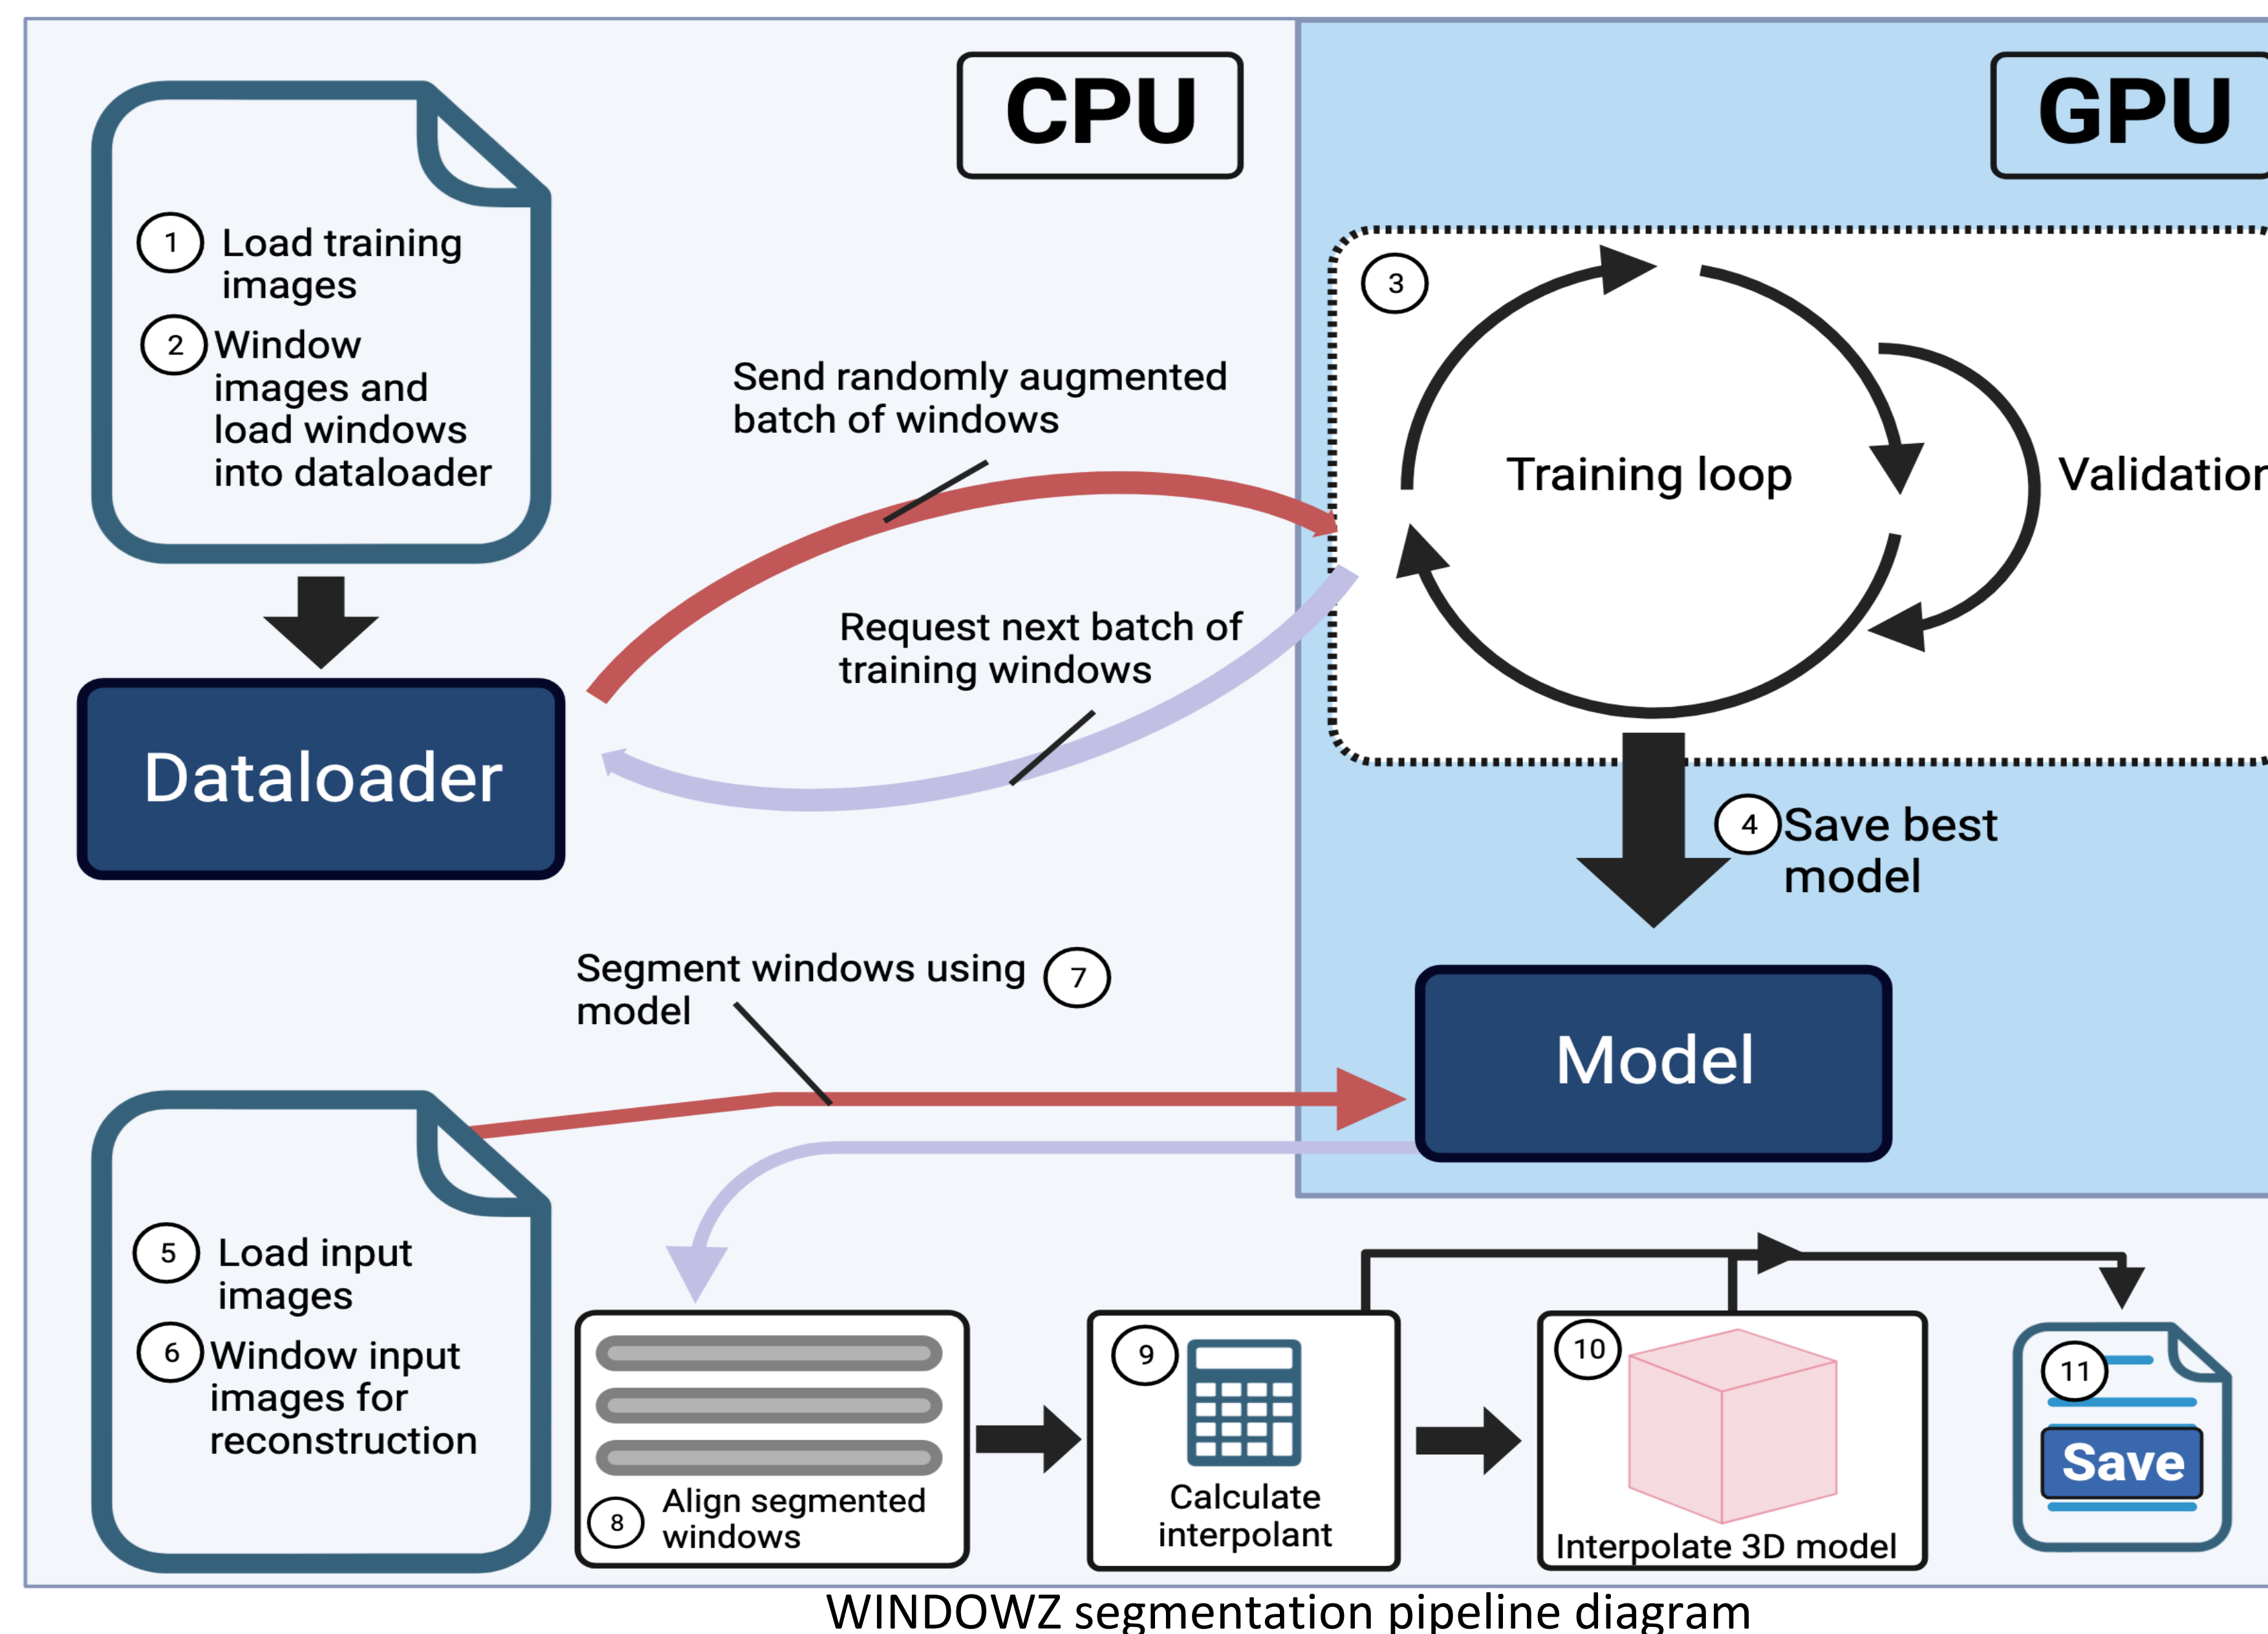 CPU
GPU
1
Load training
images
2
Window
images and
load windows
into dataloader
Send randomly augmented
batch of windows
Request next batch of
training windows
Dataloader
3
Training loop
Validation
4
Save best
model
Model
Segment windows using
model
7
5
Load input
images
6
Window input
images for
reconstruction
8
Align segmented
windows
9
Calculate
interpolant
10
Interpolate 3D model
11
Save
WINDOWZ segmentation pipeline diagram